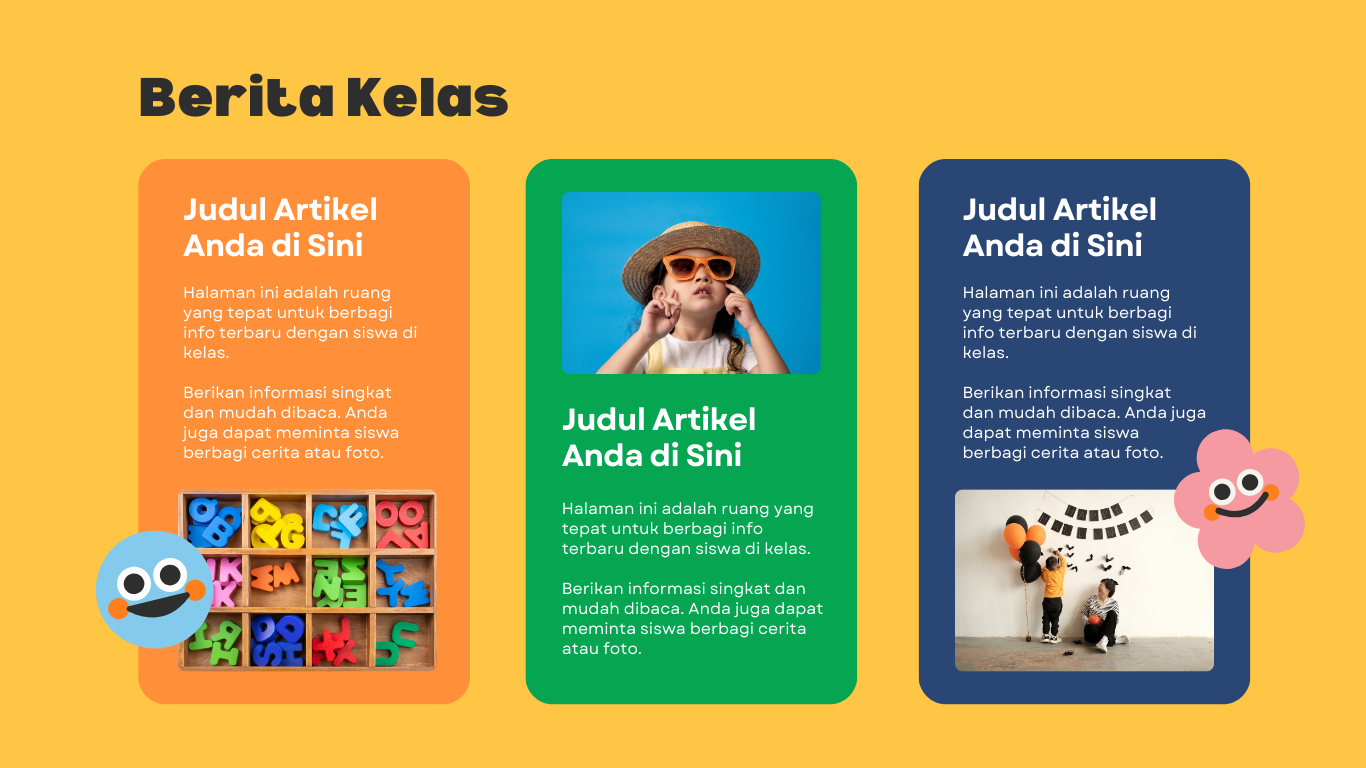 Berita Kelas
Judul Artikel
Anda di Sini
Halaman ini adalah ruang
yang tepat untuk berbagi
info terbaru dengan siswa di
kelas.
Berikan informasi singkat
dan mudah dibaca. Anda
juga dapat meminta siswa
berbagi cerita atau foto.
Judul Artikel
Anda di Sini
Halaman ini adalah ruang yang
tepat untuk berbagi info
terbaru dengan siswa di kelas.
Berikan informasi singkat dan
mudah dibaca. Anda juga dapat
meminta siswa berbagi cerita
atau foto.
Judul Artikel
Anda di Sini
Halaman ini adalah ruang
yang tepat untuk berbagi
info terbaru dengan siswa di
kelas.
Berikan informasi singkat
dan mudah dibaca. Anda juga
dapat meminta siswa
berbagi cerita atau foto.